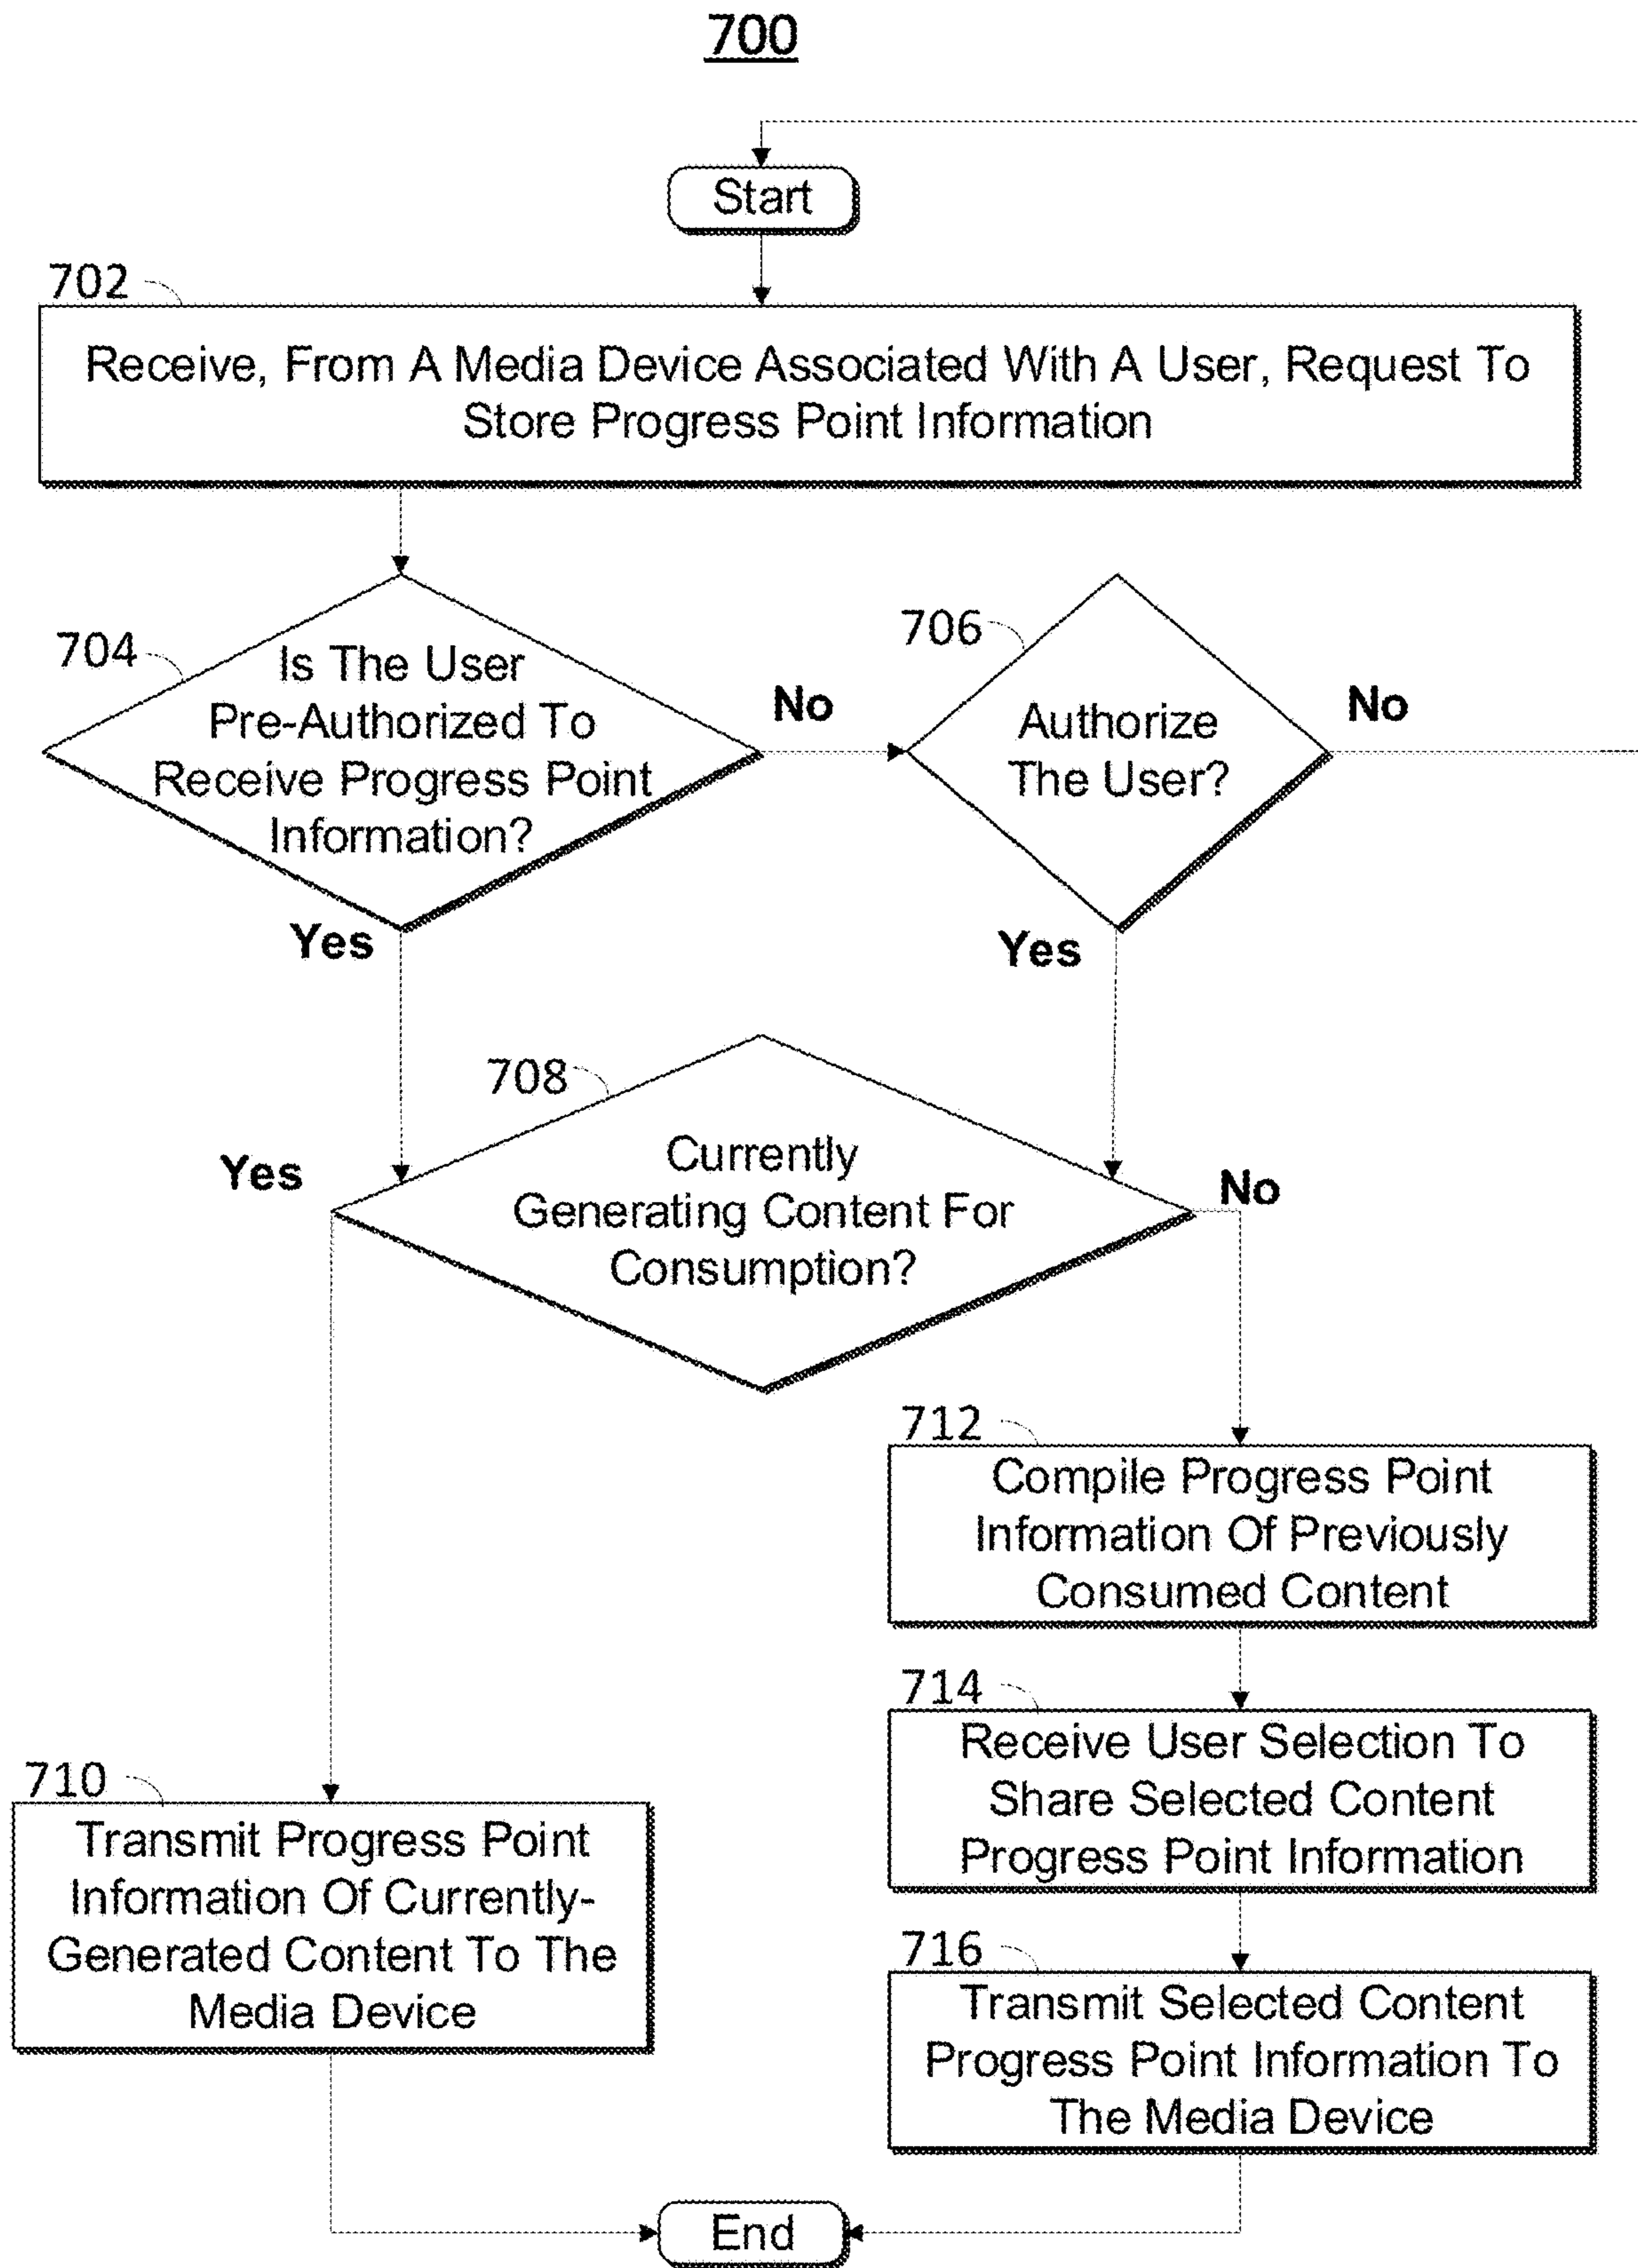 700
Start
702
Receive, From A Media Device Associated With A User, Request To
Store Progress Point Information
704
Is The User
Pre-Authorized To
Receive Progress Point
Information?
No
Yes
706
Authorize
The User?
No
Yes
708
Currently
Generating Content For
Consumption?
Yes
No
712
Compile Progress Point
Information Of Previously
Consumed Content
714
Receive User Selection To
Share Selected Content
Progress Point Information
710
Transmit Progress Point
Information Of Currently-
Generated Content To The
Media Device
716
Transmit Selected Content
Progress Point Information To
The Media Device
End